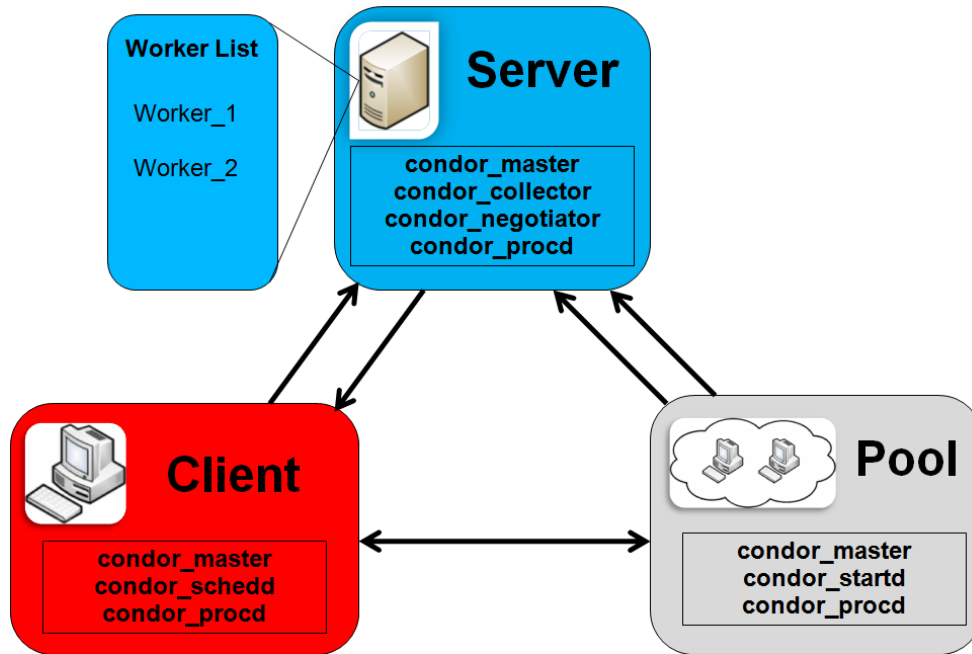 Worker List
Worker_1
Worker_2
Server
condor_master
condor_collector
condor_negotiator
condor_procd
Client
condor_master
condor_schedd
condor_procd
Pool
condor_master
condor_startd
condor_procd